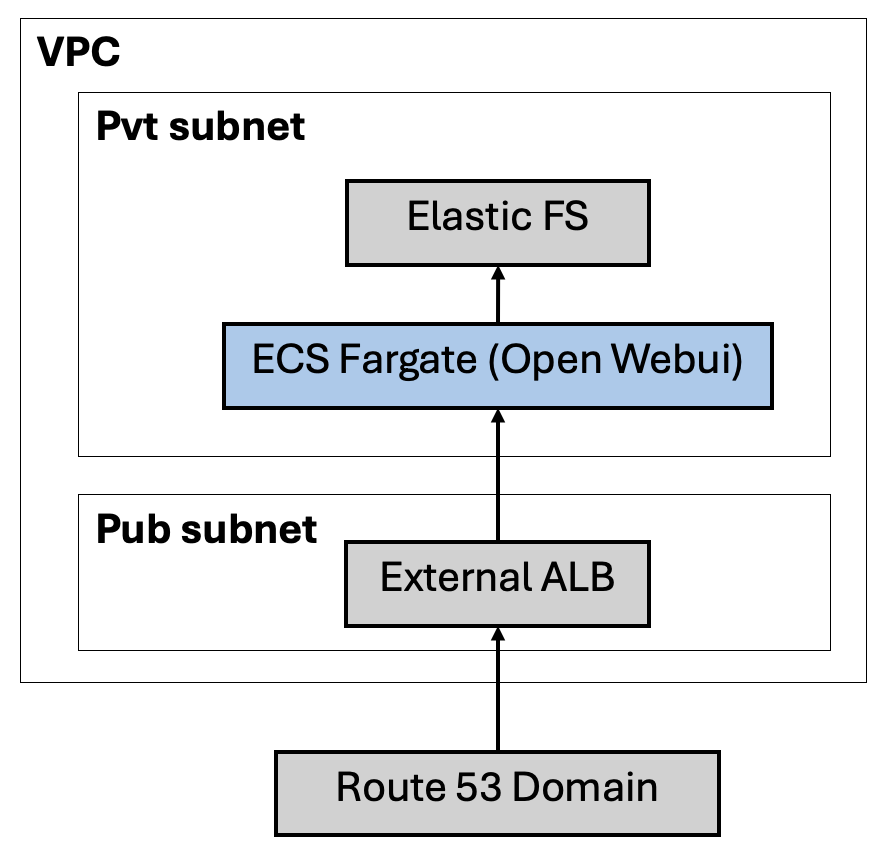 VPC
Pvt subnet
Elastic FS
ECS Fargate (Open Webui)
Pub subnet
External ALB
Route 53 Domain